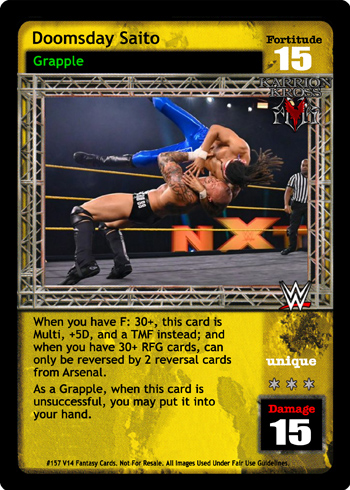 Doomsday Saito
Fortitude
15
Grapple
KARRION
KROSS
NXT
W
When you have F: 30+, this card is
Multi, +5D, and a TMF instead; and
when you have 30+ RFG cards, can
only be reversed by 2 reversal cards
from Arsenal.
As a Grapple, when this card is
unsuccessful, you may put it into
your hand.
unique
Damage
15
#157 V14 Fantasy Cards. Not For Resale. All Images Used Under Fair Use Guidelines.